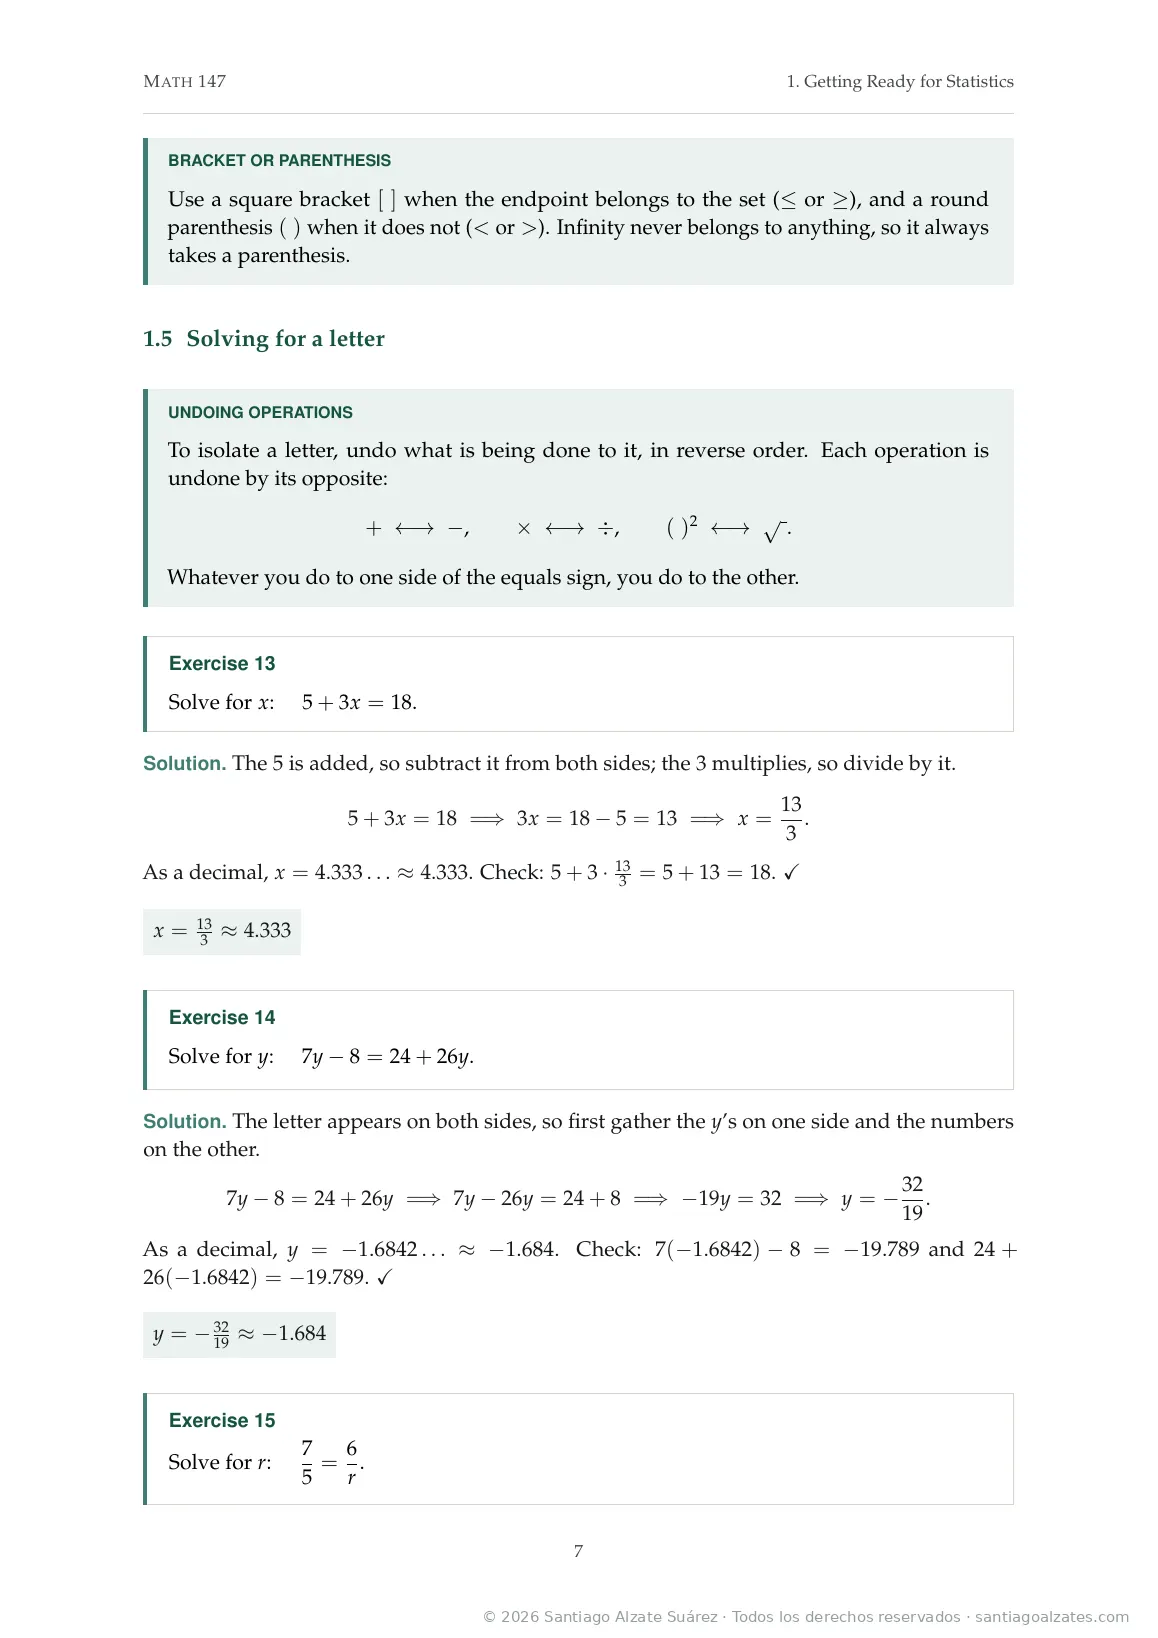 MATH 147
1. Getting Ready for Statistics
BRACKET OR PARENTHESIS
Use a square bracket [ ] when the endpoint belongs to the set (≤ or ≥), and a round
parenthesis ( ) when it does not (< or >). Infinity never belongs to anything, so it always
takes a parenthesis.
1.5 Solving for a letter
UNDOING OPERATIONS
To isolate a letter, undo what is being done to it, in reverse order. Each operation is
undone by its opposite:
+ ⟷ −, × ⟷ ÷, ( )² ⟷ √ .
Whatever you do to one side of the equals sign, you do to the other.
Exercise 13
Solve for x: 5 + 3x = 18.
Solution. The 5 is added, so subtract it from both sides; the 3 multiplies, so divide by it.
5 + 3x = 18 ⟹ 3x = 18 − 5 = 13 ⟹ x = 13/3.
As a decimal, x = 4.333 . . . ≈ 4.333. Check: 5 + 3 · 13/3 = 5 + 13 = 18. ✓
x = 13/3 ≈ 4.333
Exercise 14
Solve for y: 7y − 8 = 24 + 26y.
Solution. The letter appears on both sides, so first gather the y’s on one side and the numbers
on the other.
7y − 8 = 24 + 26y ⟹ 7y − 26y = 24 + 8 ⟹ −19y = 32 ⟹ y = −32/19.
As a decimal, y = −1.6842 . . . ≈ −1.684. Check: 7(−1.6842) − 8 = −19.789 and 24 +
26(−1.6842) = −19.789. ✓
y = −32/19 ≈ −1.684
Exercise 15
Solve for r: 7/5 = 6/r.
7
© 2026 Santiago Alzate Suárez · Todos los derechos reservados · santiagoalzates.com